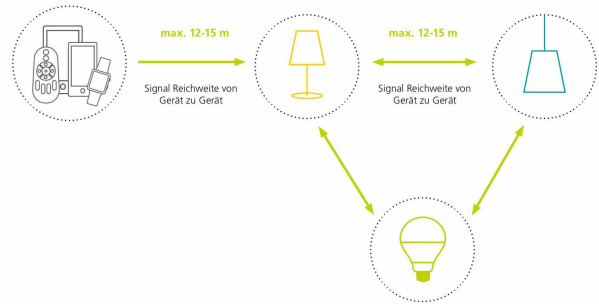 max. 12-15 m
Signal Reichweite von
Gerät zu Gerät
max. 12-15 m
Signal Reichweite von
Gerät zu Gerät